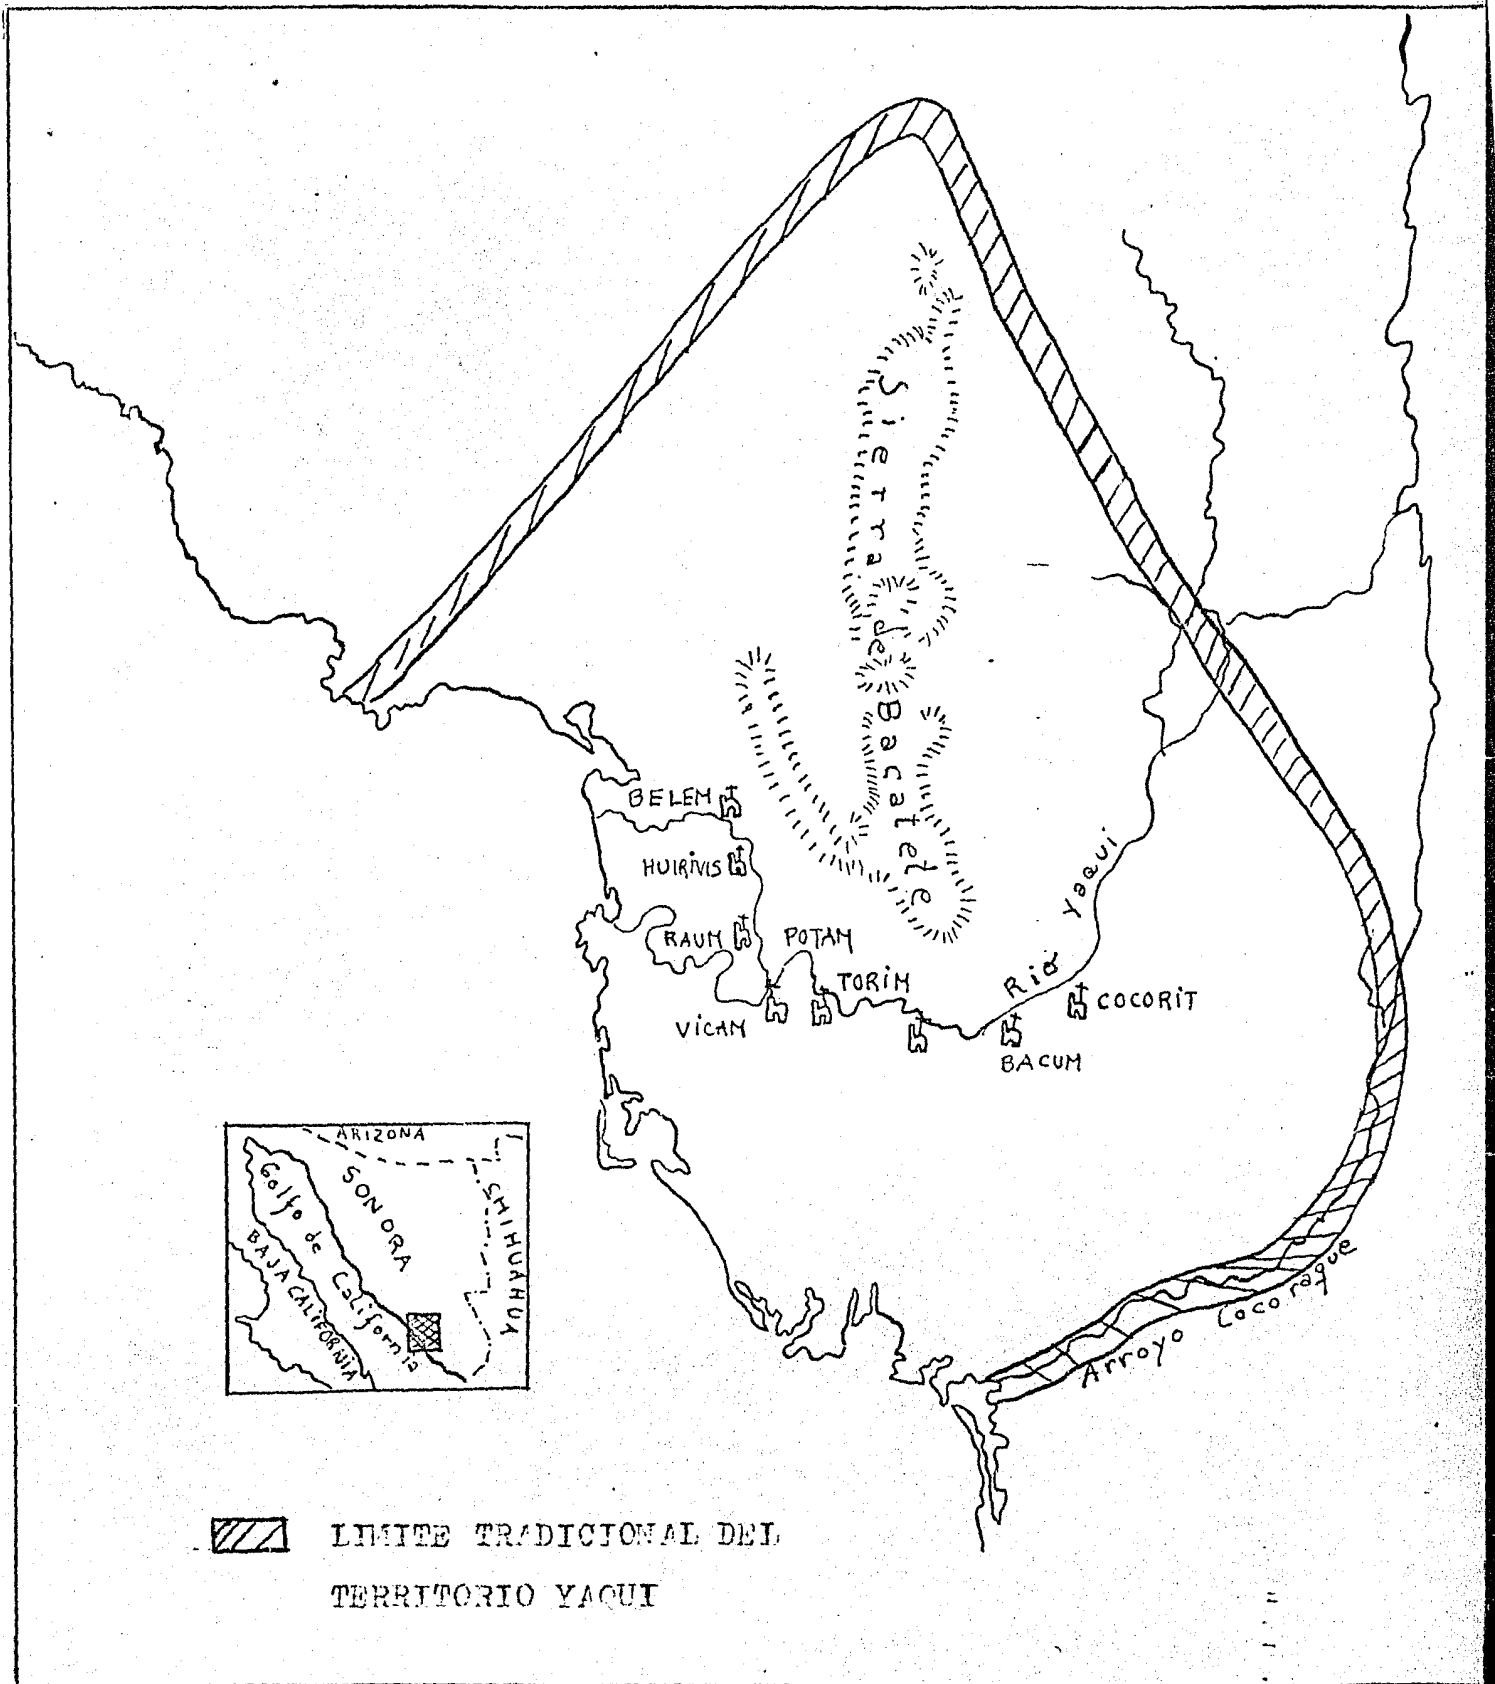 Sierra de Bacatete
BELEM
HUIRIVIS
RAUM
POTAM
TORIM
VICAM
Rio Yaqui
COCORIT
BACUM
Arroyo Cocoraque
ARIZONA
SONORA
SHIHUAHUA
Golfo de California
BAJA CALIFORNIA
LIMITE TRADICIONAL DEL
TERRITORIO YAQUI